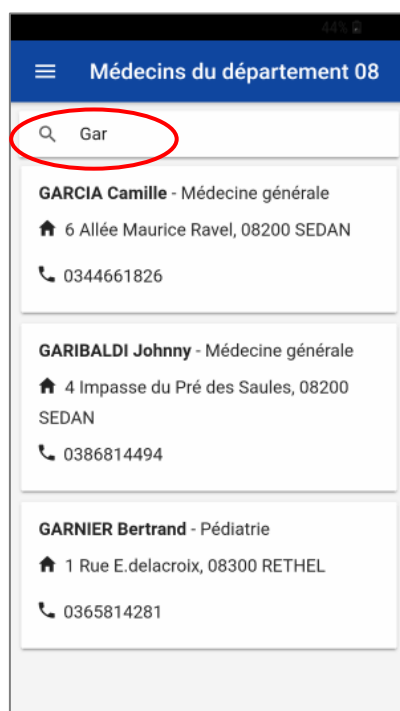 44%
Médecins du département 08
Gar
GARCIA Camille - Médecine générale
6 Allée Maurice Ravel, 08200 SEDAN
0344661826
GARIBALDI Johnny - Médecine générale
4 Impasse du Pré des Saules, 08200
SEDAN
0386814494
GARNIER Bertrand - Pédiatrie
1 Rue E.delacroix, 08300 RETHEL
0365814281